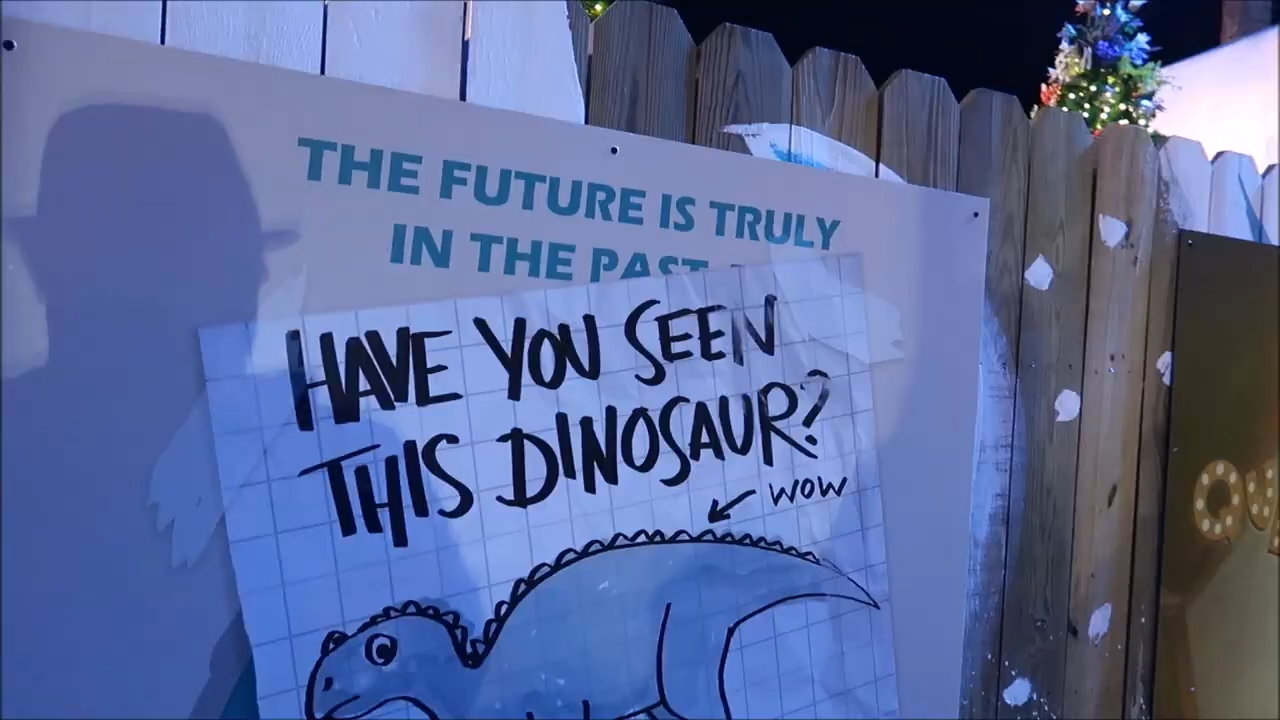 THE FUTURE IS TRULY
IN THE PAST
HAVE YOU SEEN
THIS DINOSAUR?
WOW